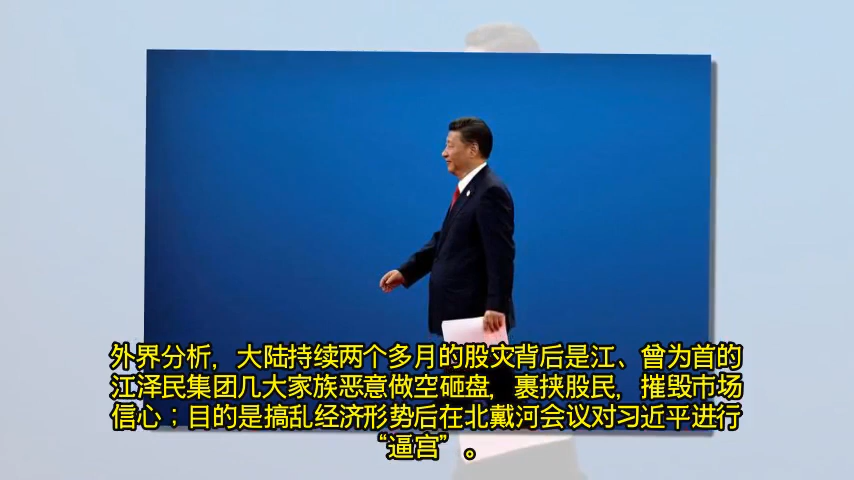 外界分析，大陆持续两个多月的股灾背后是江、曾为首的
江泽民集团几大家族恶意做空砸盘，裹挟股民，摧毁市场
信心；目的是搞乱经济形势后在北戴河会议对习近平进行
“逼宫”。